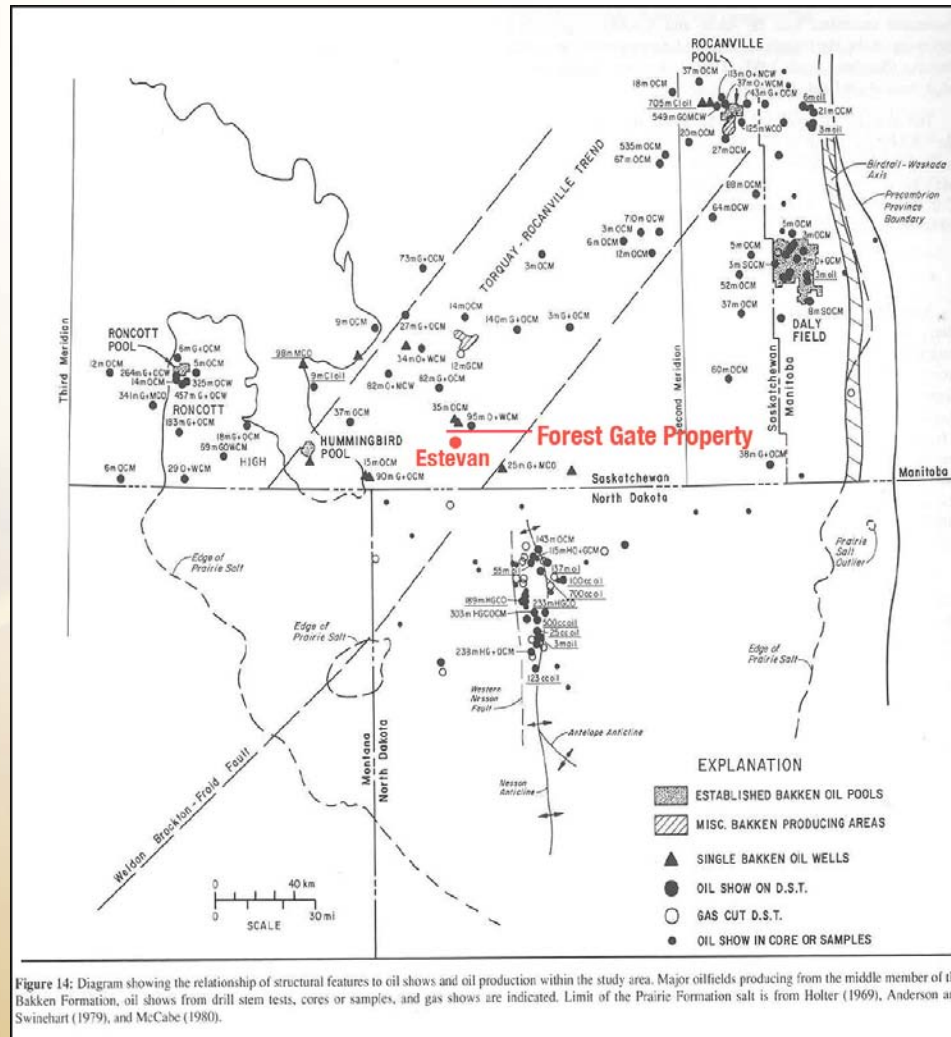 ROCANVILLE
POOL
37m OCM
113m O+NCW
37m O+WCM
43m G+OCM
18m OCM
705m Cl oil
549m GOMCW
6m oil
21m OCM
3m oil
125m WCO
20m OCM
27m OCM
535m OCM
67m OCM
Birdtail-Waskada
Axis
Precambrian
Province
Boundary
88m OCM
64m OCW
TORQUAY-ROCANVILLE TREND
710m OCW
3m OCM
6m OCM
12m OCM
5m OCM
3m OCM
5m OCM
3m SOCM
5m O+GCM
3m oil
52m OCM
37m OCM
8m SOCM
DALY
FIELD
73m G+OCM
3m OCM
Third Meridian
9m OCM
27m G+OCM
14m OCM
140m G+OCM
3m G+OCM
RONCOTT
POOL
6m G+OCM
12m OCM
5m OCM
264m G+OCW
14m OCM
325m OCW
457m G+OCW
341m G+MCO
RONCOTT
183m G+OCM
18m G+OCM
69m GOWCM
HIGH
6m OCM
29 O+WCM
98m MCO
9m Cl oil
34m O+WCM
82m O+NCW
12m GCM
82m G+OCM
37m OCM
35m OCM
95m O+WCM
HUMMINGBIRD
POOL
15m OCM
90m G+OCM
Forest Gate Property
Estevan
25m G+MCO
Second Meridian
Saskatchewan
Manitoba
60m OCM
38m G+OCM
Saskatchewan
North Dakota
Manitoba
Edge of
Prairie Salt
Edge of
Prairie Salt
143m OCM
115m HO+GCM
55m oil
137m oil
100cc oil
700cc oil
189m HGCO
233m HGCO
303m HGCOCM
500cc oil
25cc oil
3m oil
238m HG+OCM
123cc oil
Western
Nesson
Fault
Antelope Anticline
Nesson
Anticline
Prairie
Salt
Outlier
Edge of
Prairie Salt
Weldon Brockton-Froid Fault
Montana
North Dakota
0 40 km
0 30 mi
SCALE
EXPLANATION
ESTABLISHED BAKKEN OIL POOLS
MISC. BAKKEN PRODUCING AREAS
SINGLE BAKKEN OIL WELLS
OIL SHOW ON D.S.T.
GAS CUT D.S.T.
OIL SHOW IN CORE OR SAMPLES
Figure 14: Diagram showing the relationship of structural features to oil shows and oil production within the study area. Major oilfields producing from the middle member of
Bakken Formation, oil shows from drill stem tests, cores or samples, and gas shows are indicated. Limit of the Prairie Formation salt is from Holter (1969), Anderson
Swinehart (1979), and McCabe (1980).